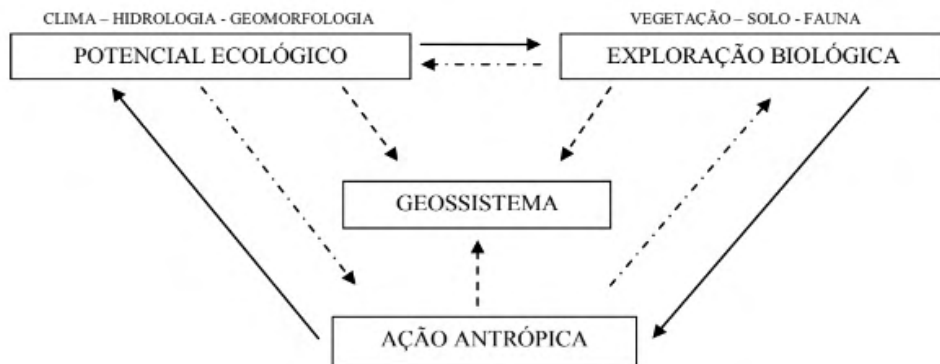 CLIMA – HIDROLOGIA - GEOMORFOLOGIA
VEGETAÇÃO – SOLO - FAUNA
POTENCIAL ECOLÓGICO
EXPLORAÇÃO BIOLÓGICA
GEOSSISTEMA
AÇÃO ANTRÓPICA